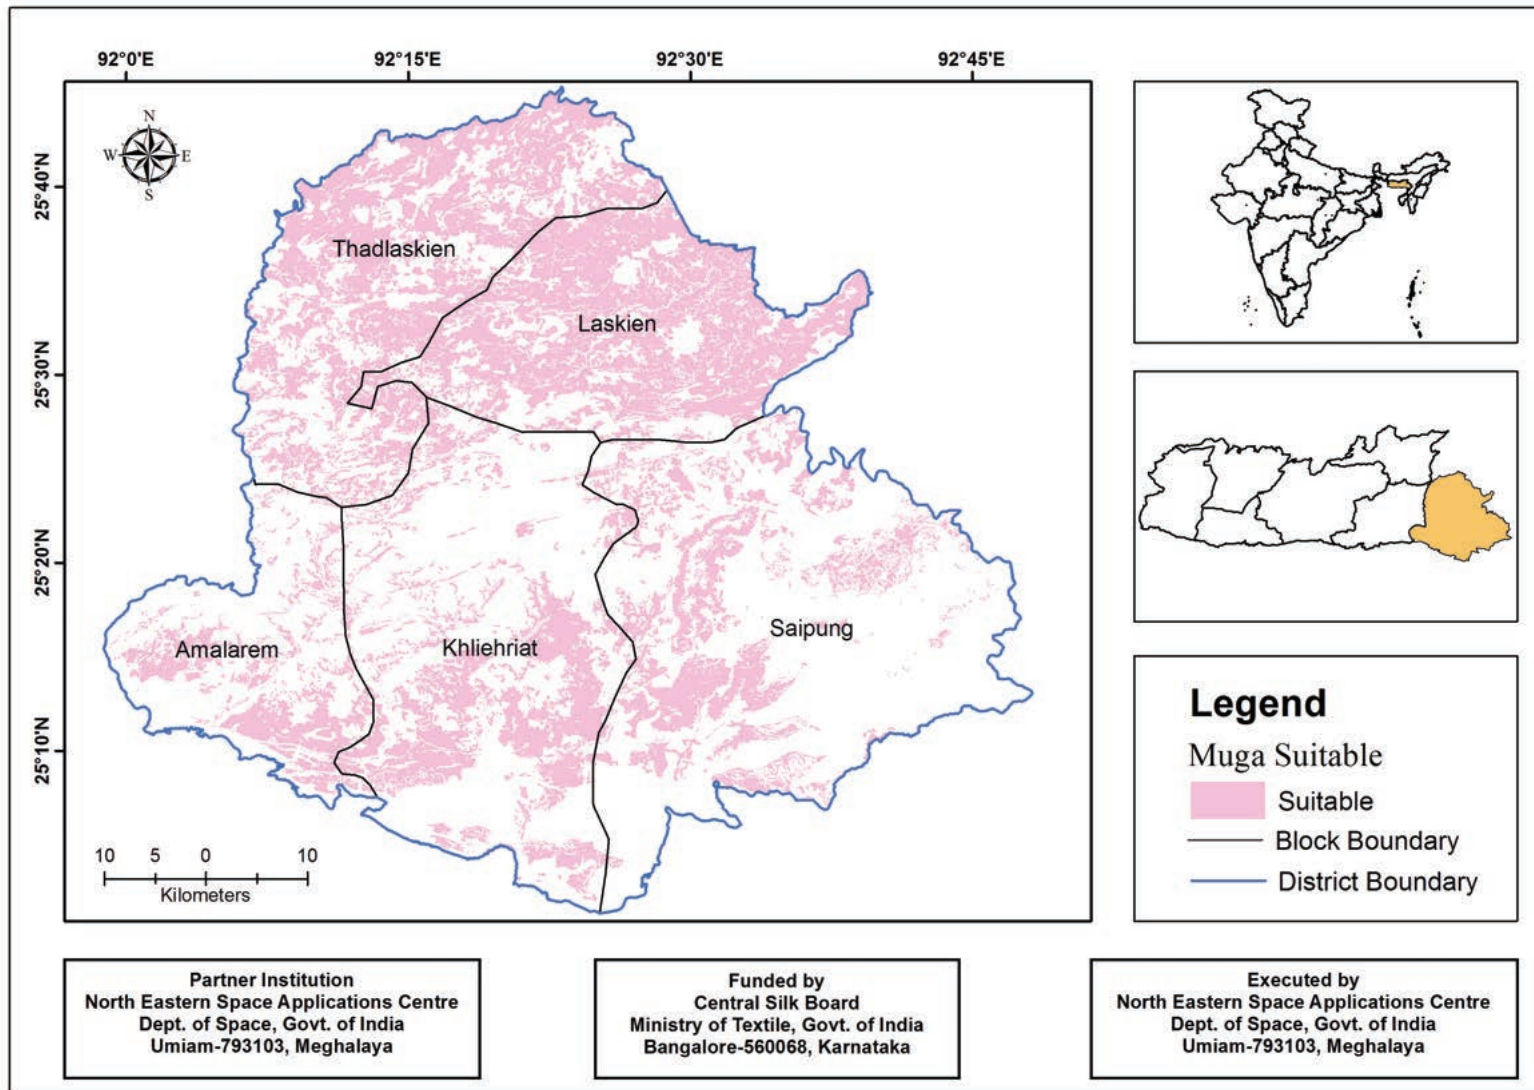 92°0'E
92°15'E
92°30'E
92°45'E
N
W
E
S
25°40'N
25°30'N
25°20'N
25°10'N
Thadlaskien
Laskien
Saipung
Amalarem
Khliehriat
10 5 0 10
Kilometers
Legend
Muga Suitable
Suitable
Block Boundary
District Boundary
Partner Institution
North Eastern Space Applications Centre
Dept. of Space, Govt. of India
Umiam-793103, Meghalaya
Funded by
Central Silk Board
Ministry of Textile, Govt. of India
Bangalore-560068, Karnataka
Executed by
North Eastern Space Applications Centre
Dept. of Space, Govt. of India
Umiam-793103, Meghalaya